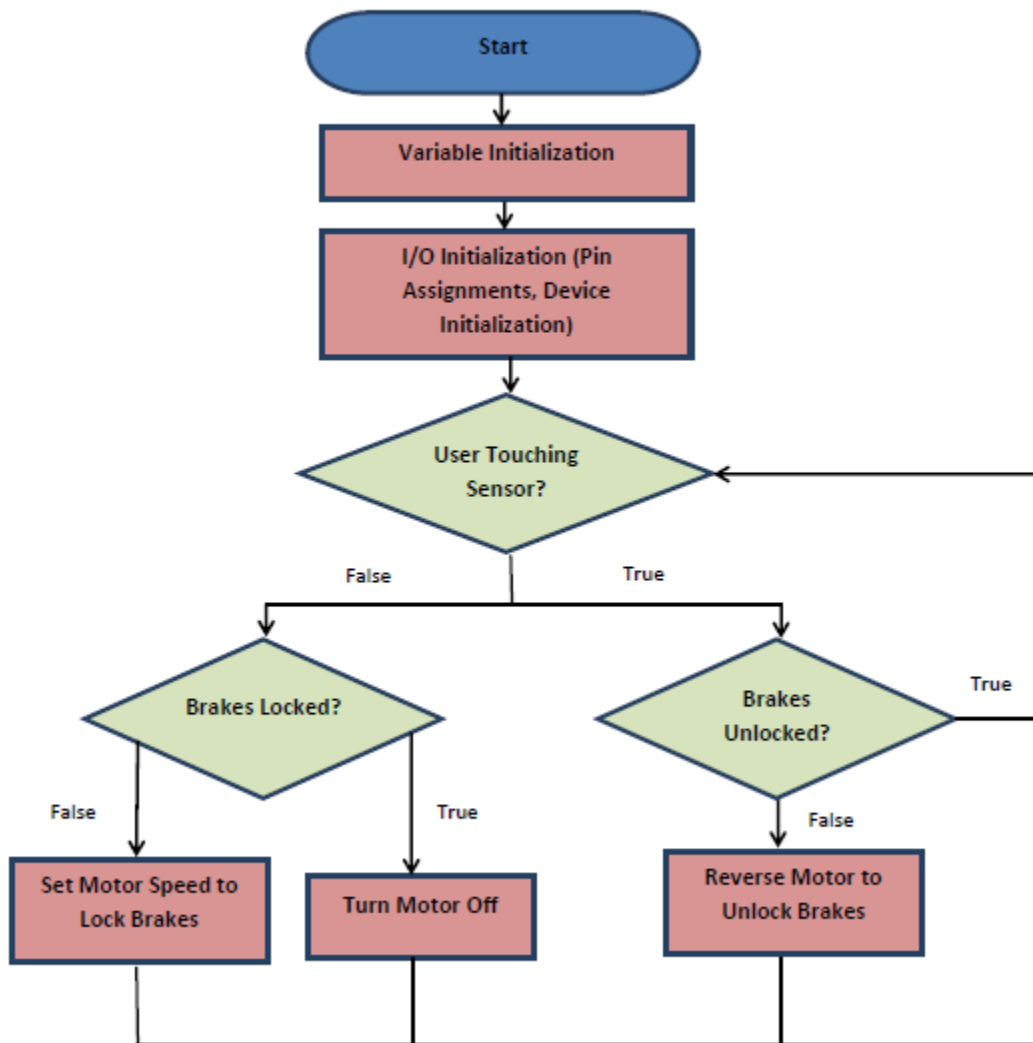 Start
Variable Initialization
I/O Initialization (Pin
Assignments, Device
Initialization)
User Touching
Sensor?
False
True
Brakes Locked?
Brakes
Unlocked?
True
False
True
False
Set Motor Speed to
Lock Brakes
Turn Motor Off
Reverse Motor to
Unlock Brakes